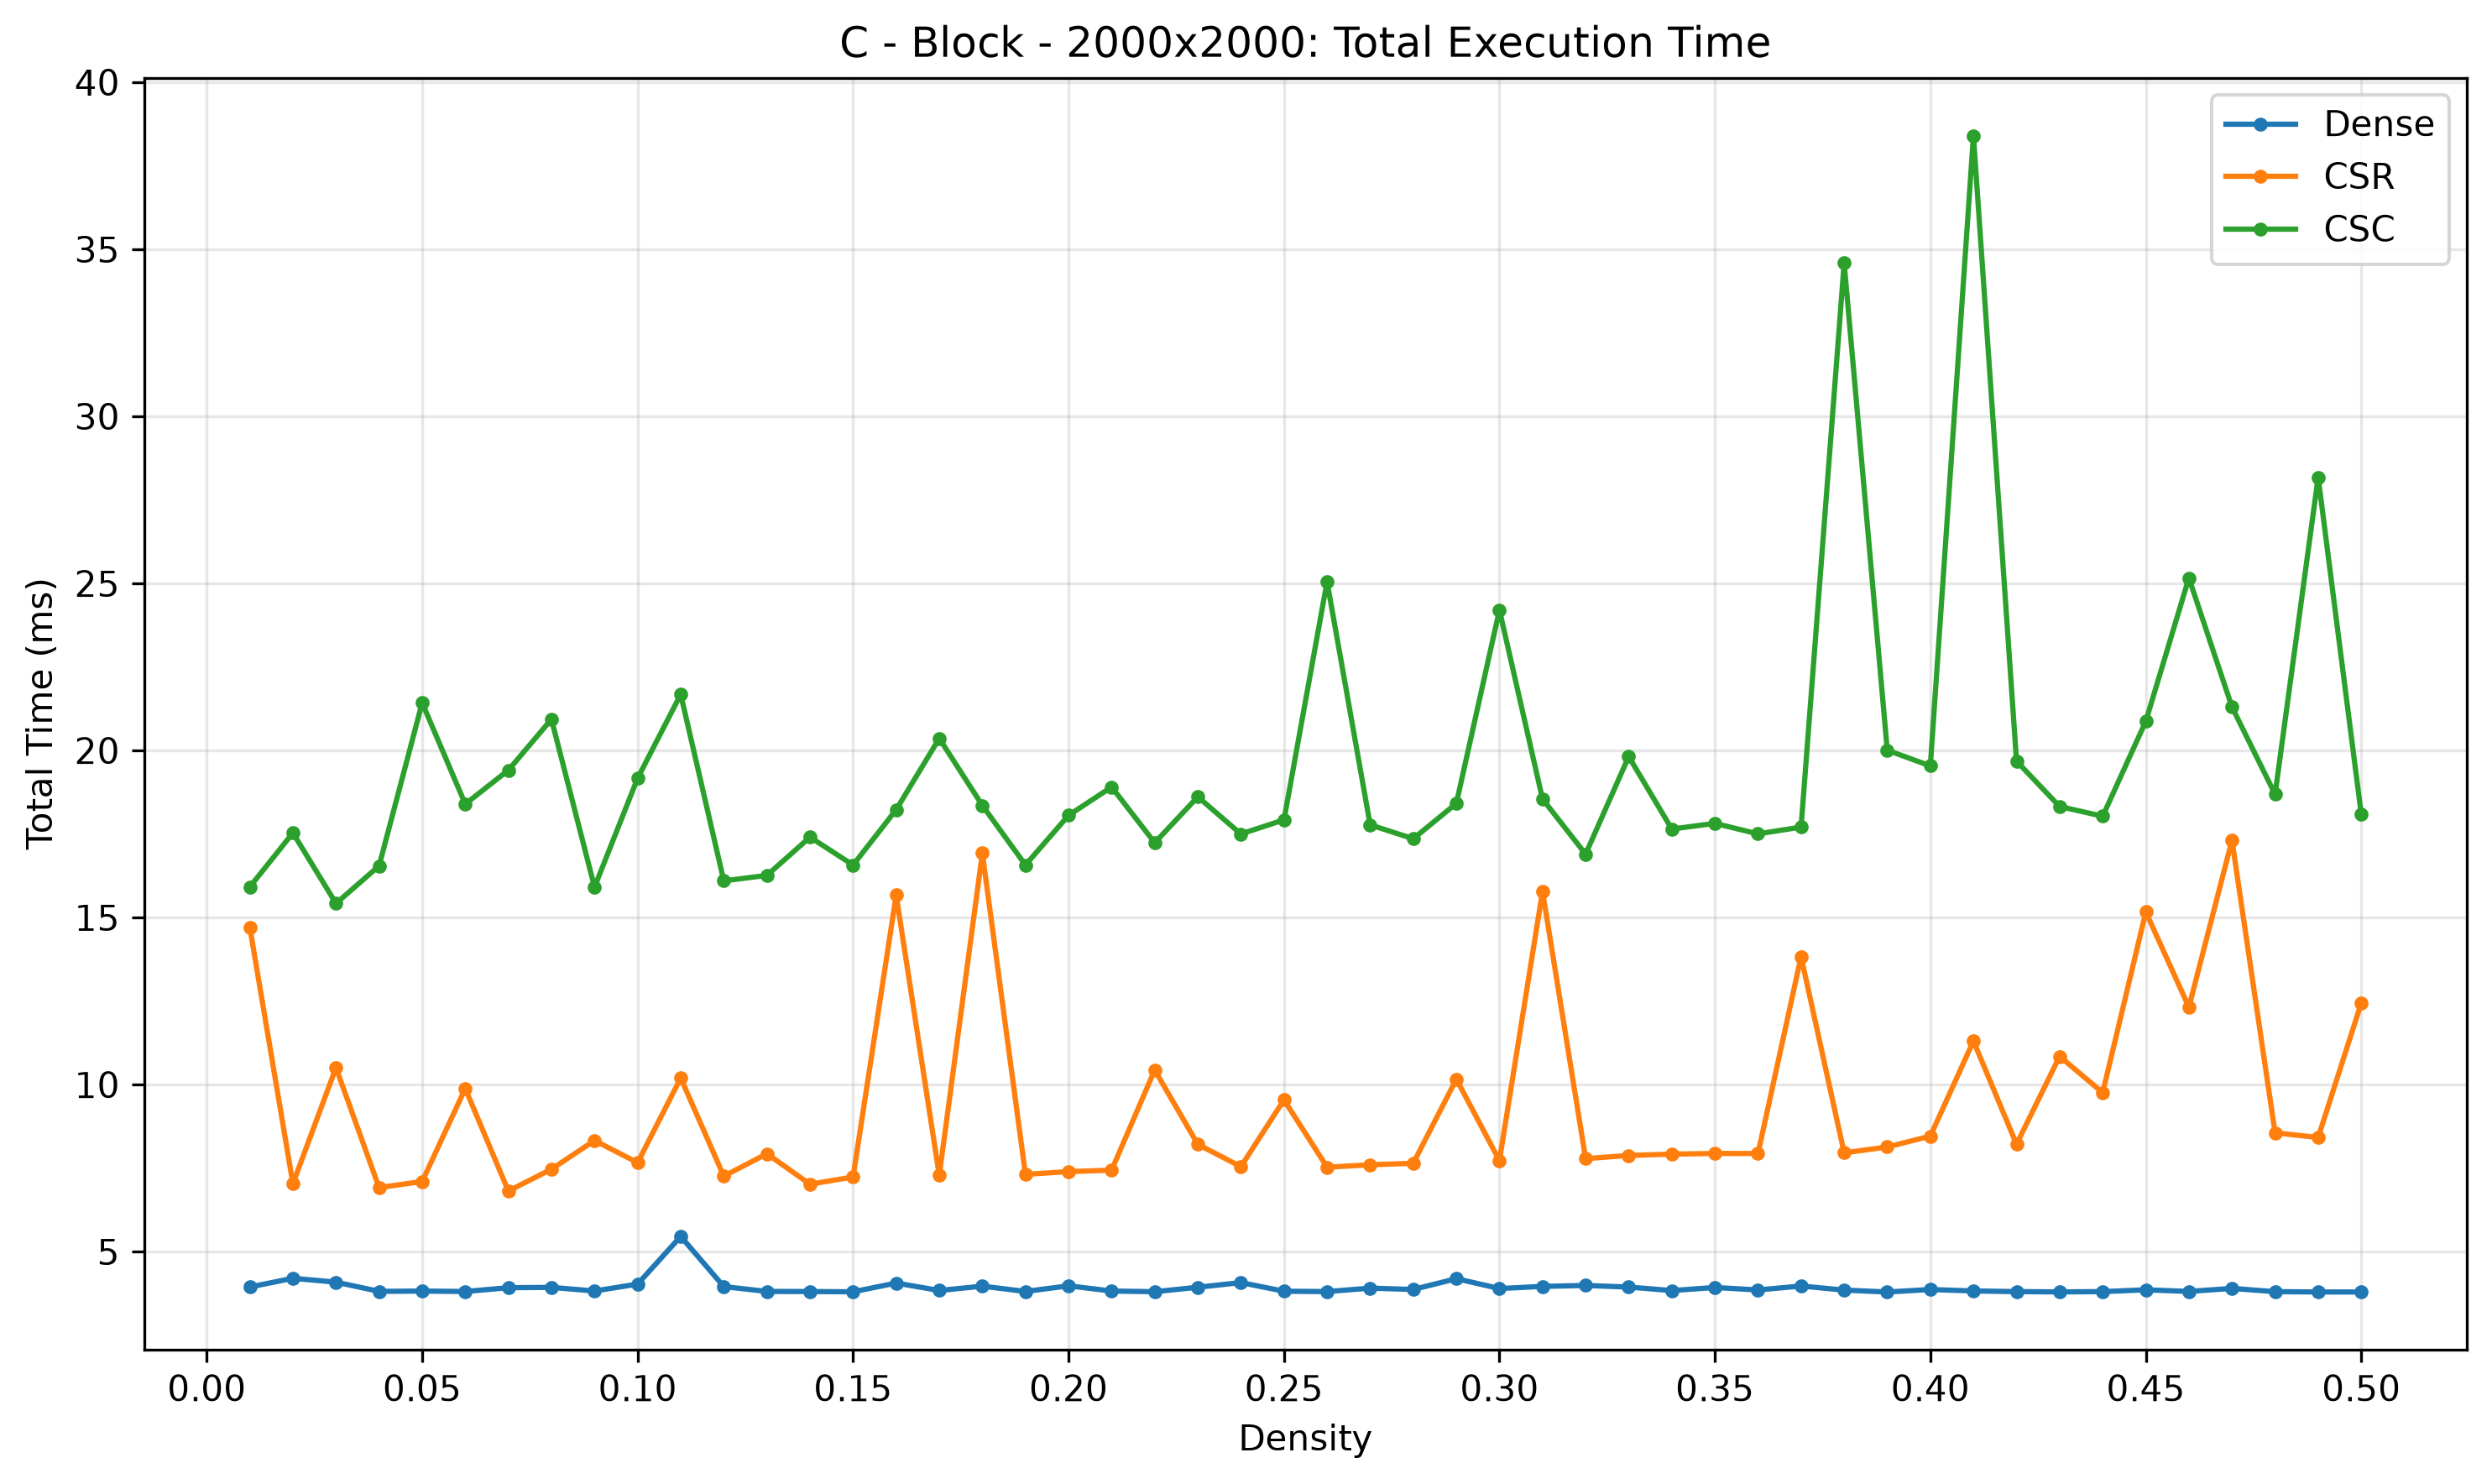 C - Block - 2000x2000: Total Execution Time
40
35
30
25
20
15
10
5
Total Time (ms)
Dense
CSR
CSC
0.00 0.05 0.10 0.15 0.20 0.25 0.30 0.35 0.40 0.45 0.50
Density